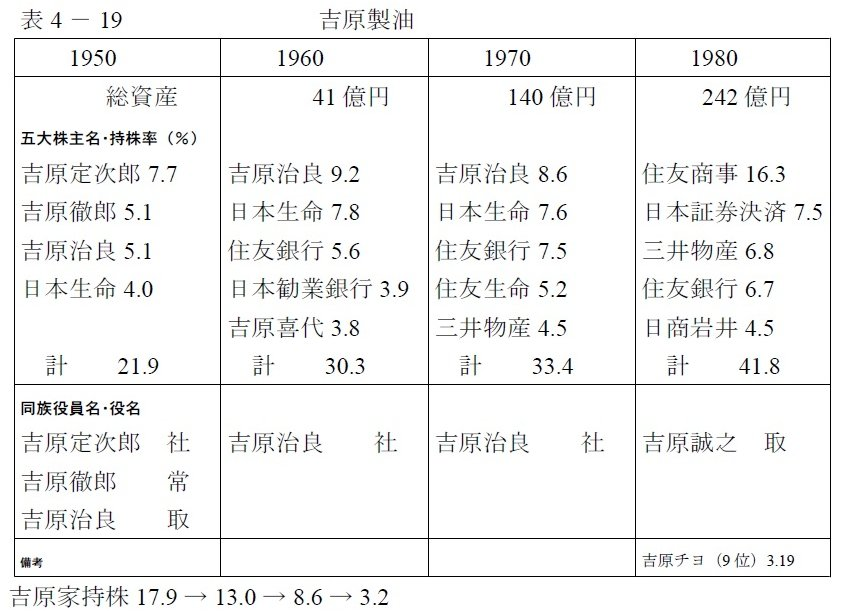 表4－19 吉原製油
1950 1960 1970 1980
総資産 41億円 140億円 242億円
五大株主名･持株率（％）
吉原定次郎 7.7 吉原治良 9.2 吉原治良 8.6 住友商事 16.3
吉原徹郎 5.1 日本生命 7.8 日本生命 7.6 日本証券決済 7.5
吉原治良 5.1 住友銀行 5.6 住友銀行 7.5 三井物産 6.8
日本生命 4.0 日本勧業銀行 3.9 住友生命 5.2 住友銀行 6.7
吉原喜代 3.8 三井物産 4.5 日商岩井 4.5
計 21.9 計 30.3 計 33.4 計 41.8
同族役員名･役名
吉原定次郎 社 吉原治良 社 吉原治良 社 吉原誠之 取
吉原徹郎 常
吉原治良 取
備考 吉原チヨ（9位）3.19
吉原家持株 17.9 → 13.0 → 8.6 → 3.2